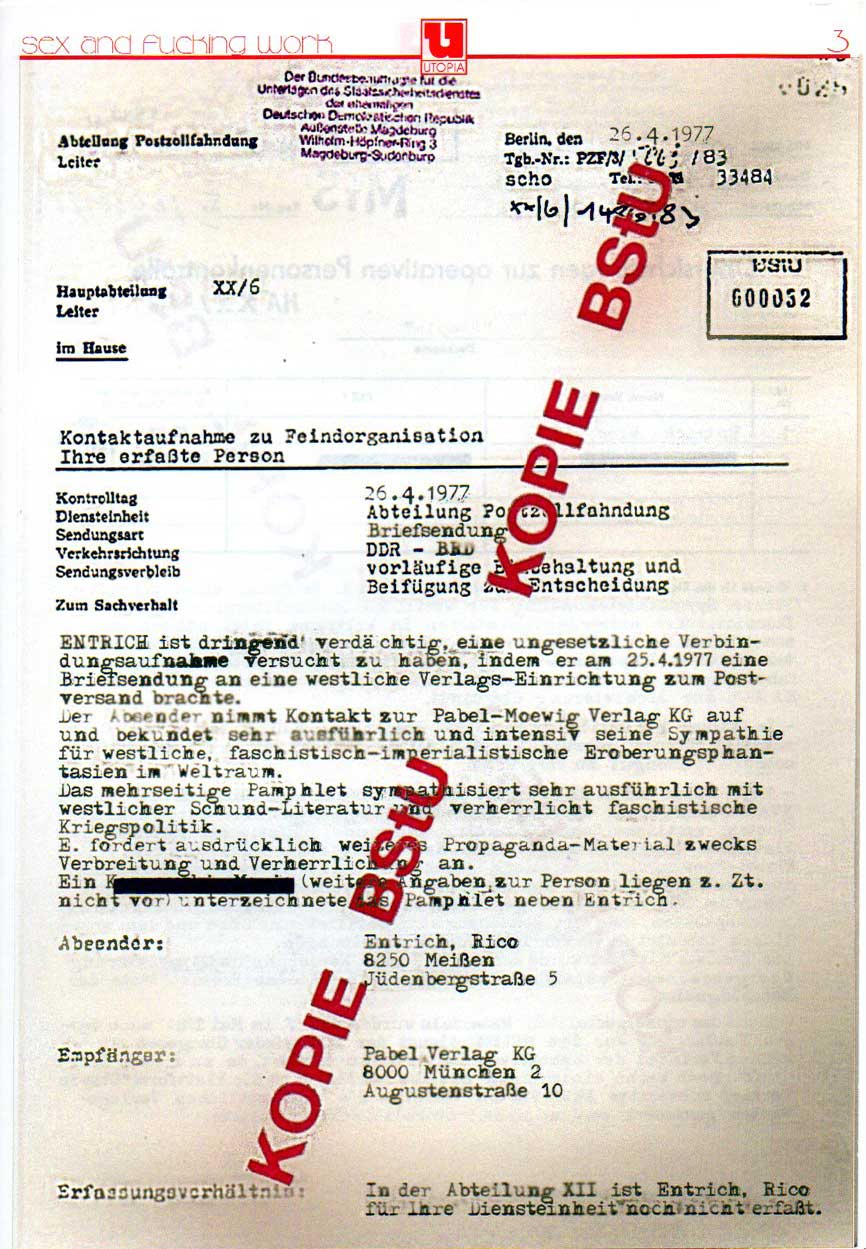 sex and fucking work
U
UTOPIA
3
Der Bundesbeauftragte für die
Unterlagen des Staatssicherheitsdienstes
der ehemaligen
Deutschen Demokratischen Republik
Außenstelle Magdeburg
Wilhelm-Höpfner-Ring 3
Magdeburg-Sudenburg
Abteilung Postzollfahndung
Leiter
Berlin, den 26.4.1977
Tgb.-Nr.: PZF/3/ /83
scho Tel.: 33484
BStU
000052
Hauptabteilung XX/6
Leiter
im Hause
Kontaktaufnahme zu Feindorganisation
Ihre erfaßte Person
Kontrolltag 26.4.1977
Diensteinheit Abteilung Postzollfahndung
Sendungsart Briefsendung
Verkehrsrichtung DDR - BRD
Sendungsverbleib vorläufige Einbehaltung und
Beifügung zur Entscheidung
Zum Sachverhalt
ENTRICH ist dringend verdächtig, eine ungesetzliche Verbin-
dungsaufnahme versucht zu haben, indem er am 25.4.1977 eine
Briefsendung an eine westliche Verlags-Einrichtung zum Post-
versand brachte.
Der Absender nimmt Kontakt zur Pabel-Moewig Verlag KG auf
und bekundet sehr ausführlich und intensiv seine Sympathie
für westliche, faschistisch-imperialistische Eroberungsphan-
tasien im Weltraum.
Das mehrseitige Pamphlet sympathisiert sehr ausführlich mit
westlicher Schund-Literatur und verherrlicht faschistische
Kriegspolitik.
E. fordert ausdrücklich weiteres Propaganda-Material zwecks
Verbreitung und Verherrlichung an.
Ein K (weitere Angaben zur Person liegen z. Zt.
nicht vor) unterzeichnete das Pamphlet neben Entrich.
Absender: Entrich, Rico
8250 Meißen
Jüdenbergstraße 5
Empfänger: Pabel Verlag KG
8000 München 2
Augustenstraße 10
Erfassungsverhältnis: In der Abteilung XII ist Entrich, Rico
für Ihre Diensteinheit noch nicht erfaßt.
KOPIE BStU
KOPIE BStU